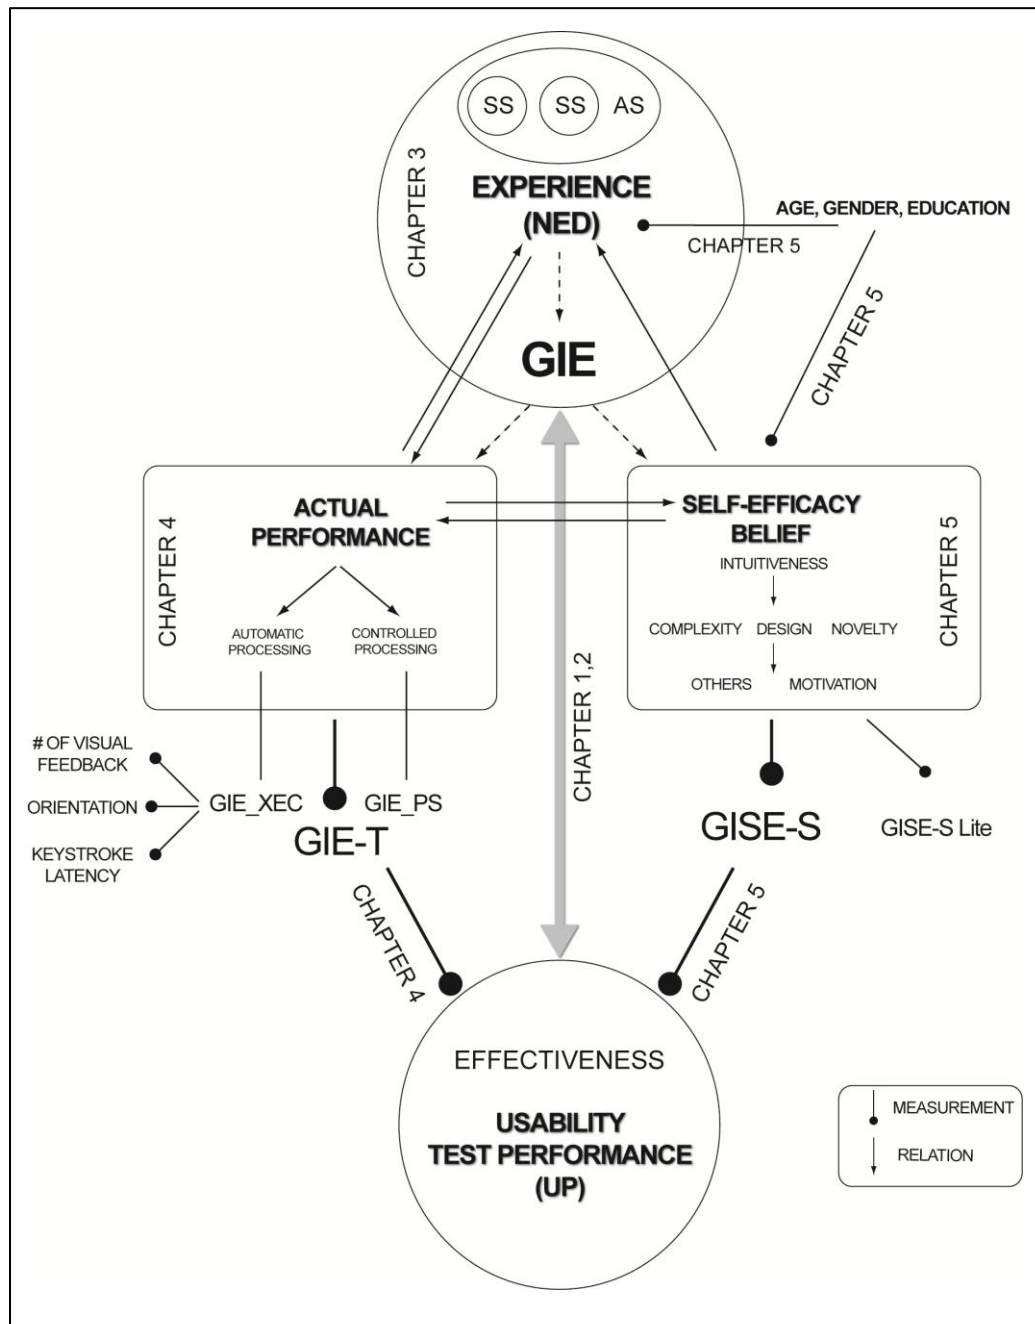 SS SS AS
CHAPTER 3
EXPERIENCE
(NED)
AGE, GENDER, EDUCATION
CHAPTER 5
CHAPTER 5
GIE
CHAPTER 4
ACTUAL
PERFORMANCE
AUTOMATIC
PROCESSING
CONTROLLED
PROCESSING
SELF-EFFICACY
BELIEF
INTUITIVENESS
COMPLEXITY DESIGN NOVELTY
OTHERS MOTIVATION
CHAPTER 5
CHAPTER 1,2
# OF VISUAL
FEEDBACK
ORIENTATION
KEYSTROKE
LATENCY
GIE_XEC
GIE_PS
GIE-T
GISE-S
GISE-S Lite
CHAPTER 4
CHAPTER 5
EFFECTIVENESS
USABILITY
TEST PERFORMANCE
(UP)
MEASUREMENT
RELATION